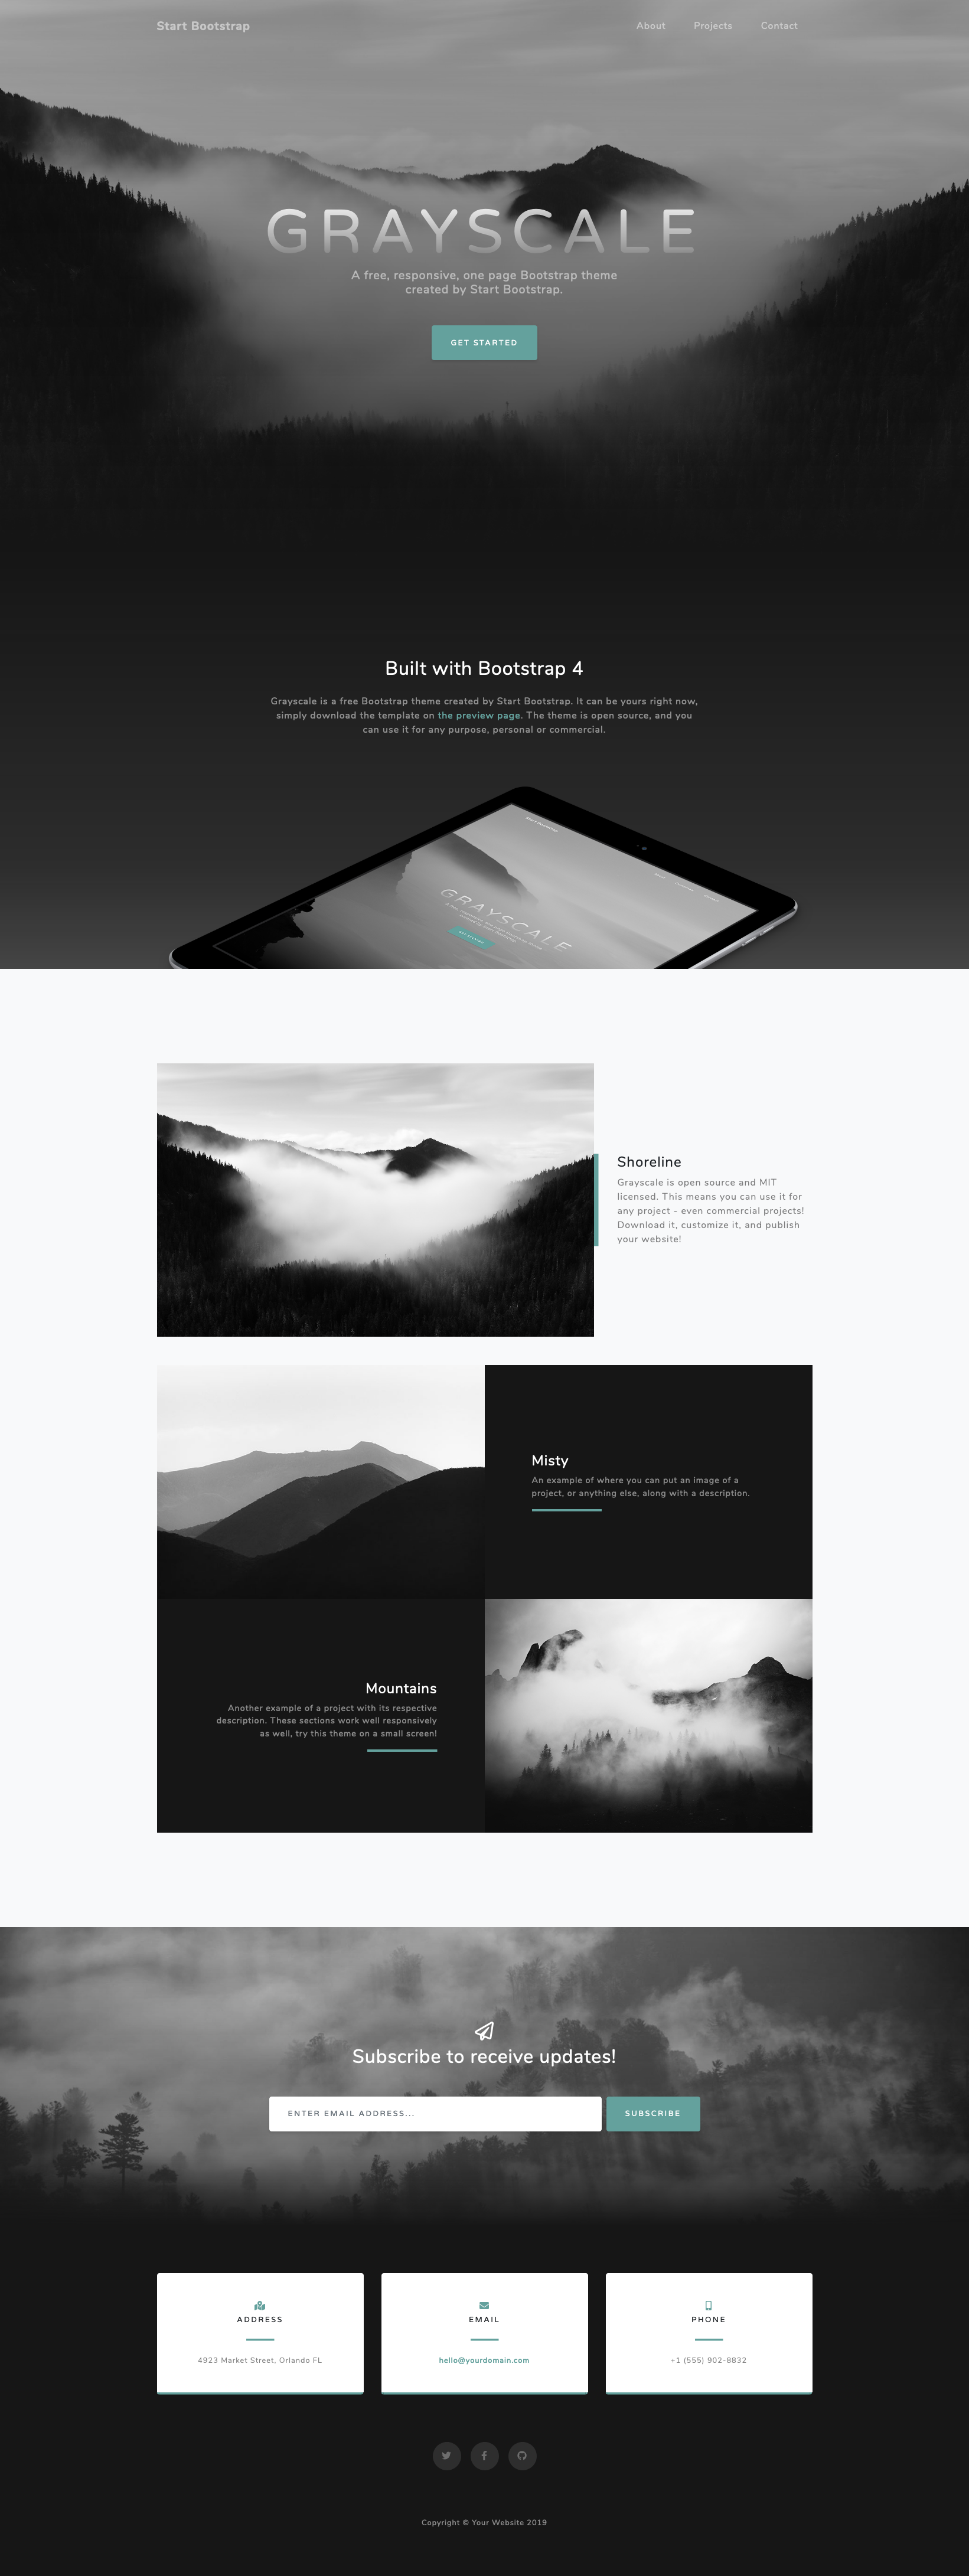 Start Bootstrap
About Projects Contact
GRAYSCALE
A free, responsive, one page Bootstrap theme
created by Start Bootstrap.
GET STARTED
Built with Bootstrap 4
Grayscale is a free Bootstrap theme created by Start Bootstrap. It can be yours right now,
simply download the template on the preview page. The theme is open source, and you
can use it for any purpose, personal or commercial.
GRAYSCALE
Shoreline
Grayscale is open source and MIT
licensed. This means you can use it for
any project - even commercial projects!
Download it, customize it, and publish
your website!
Misty
An example of where you can put an image of a
project, or anything else, along with a description.
Mountains
Another example of a project with its respective
description. These sections work well responsively
as well, try this theme on a small screen!
Subscribe to receive updates!
ENTER EMAIL ADDRESS...
SUBSCRIBE
ADDRESS
4923 Market Street, Orlando FL
EMAIL
hello@yourdomain.com
PHONE
+1 (555) 902-8832
Copyright © Your Website 2019